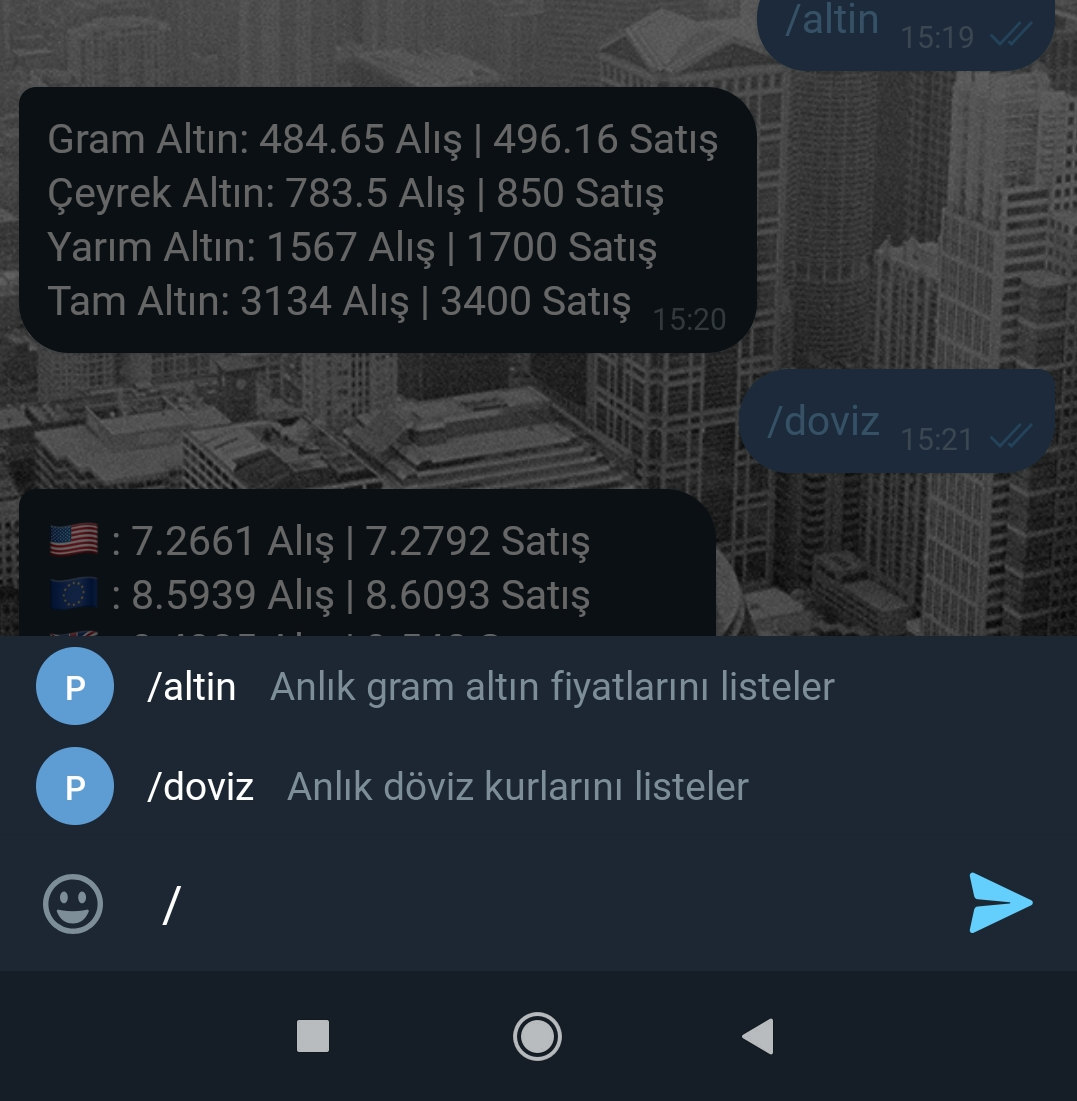 /altin 15:19
Gram Altın: 484.65 Alış | 496.16 Satış
Çeyrek Altın: 783.5 Alış | 850 Satış
Yarım Altın: 1567 Alış | 1700 Satış
Tam Altın: 3134 Alış | 3400 Satış 15:20
/doviz 15:21
: 7.2661 Alış | 7.2792 Satış
: 8.5939 Alış | 8.6093 Satış
P /altin Anlık gram altın fiyatlarını listeler
P /doviz Anlık döviz kurlarını listeler
/